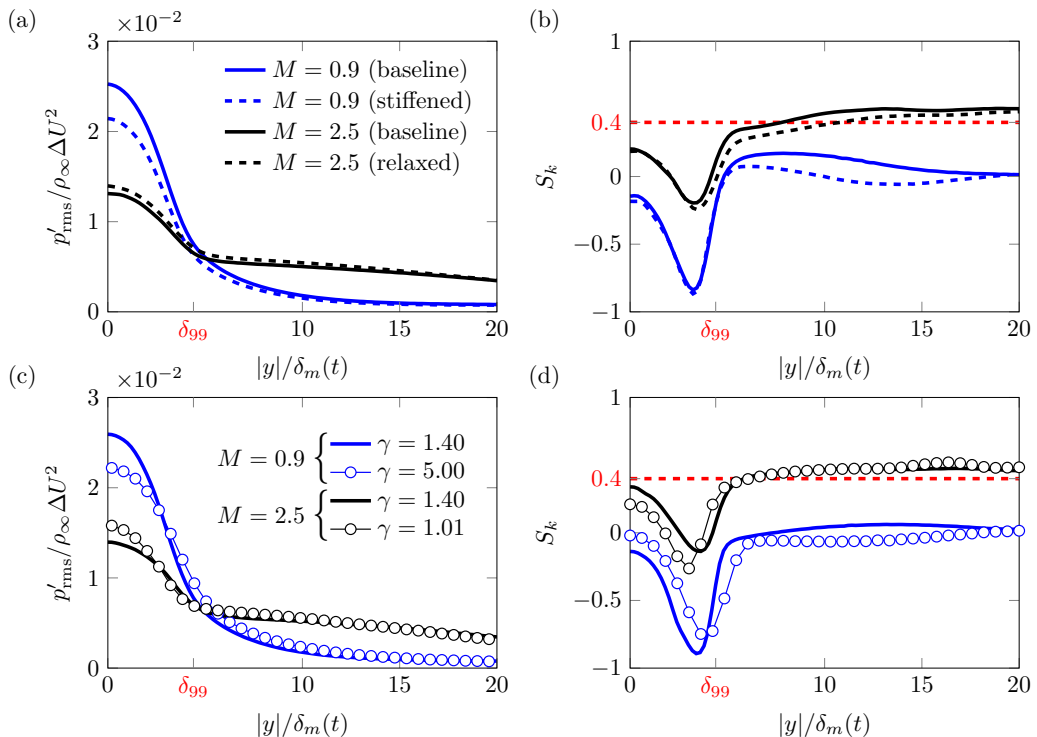 (a)
×10⁻²
3
2
1
0
p′rms/ρ∞ΔU²
M = 0.9 (baseline)
M = 0.9 (stiffened)
M = 2.5 (baseline)
M = 2.5 (relaxed)
0
δ99
10
15
20
|y|/δm(t)
(b)
1
0.4
0
−0.5
−1
Sk
0
δ99
10
15
20
|y|/δm(t)
(c)
×10⁻²
3
2
1
0
p′rms/ρ∞ΔU²
M = 0.9
γ = 1.40
γ = 5.00
M = 2.5
γ = 1.40
γ = 1.01
0
δ99
10
15
20
|y|/δm(t)
(d)
1
0.4
0
−0.5
−1
Sk
0
δ99
10
15
20
|y|/δm(t)